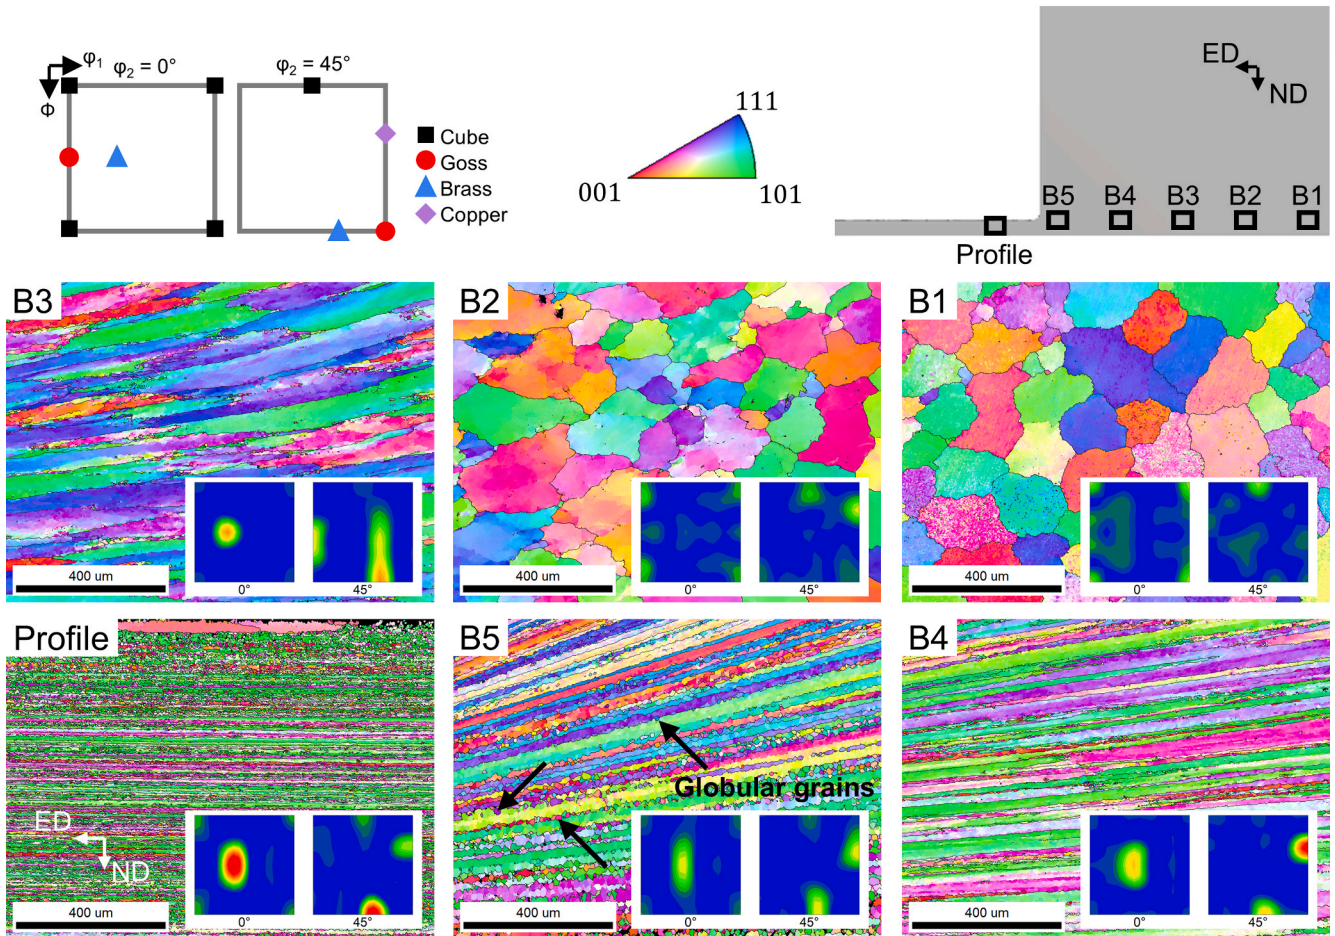 φ₁
φ₂ = 0°
φ₂ = 45°
Φ
Cube
Goss
Brass
Copper
111
001
101
ED
ND
B5
B4
B3
B2
B1
Profile
B3
400 um
0°
45°
B2
400 um
0°
45°
B1
400 um
0°
45°
Profile
ED
ND
400 um
0°
45°
B5
Globular grains
400 um
0°
45°
B4
400 um
0°
45°